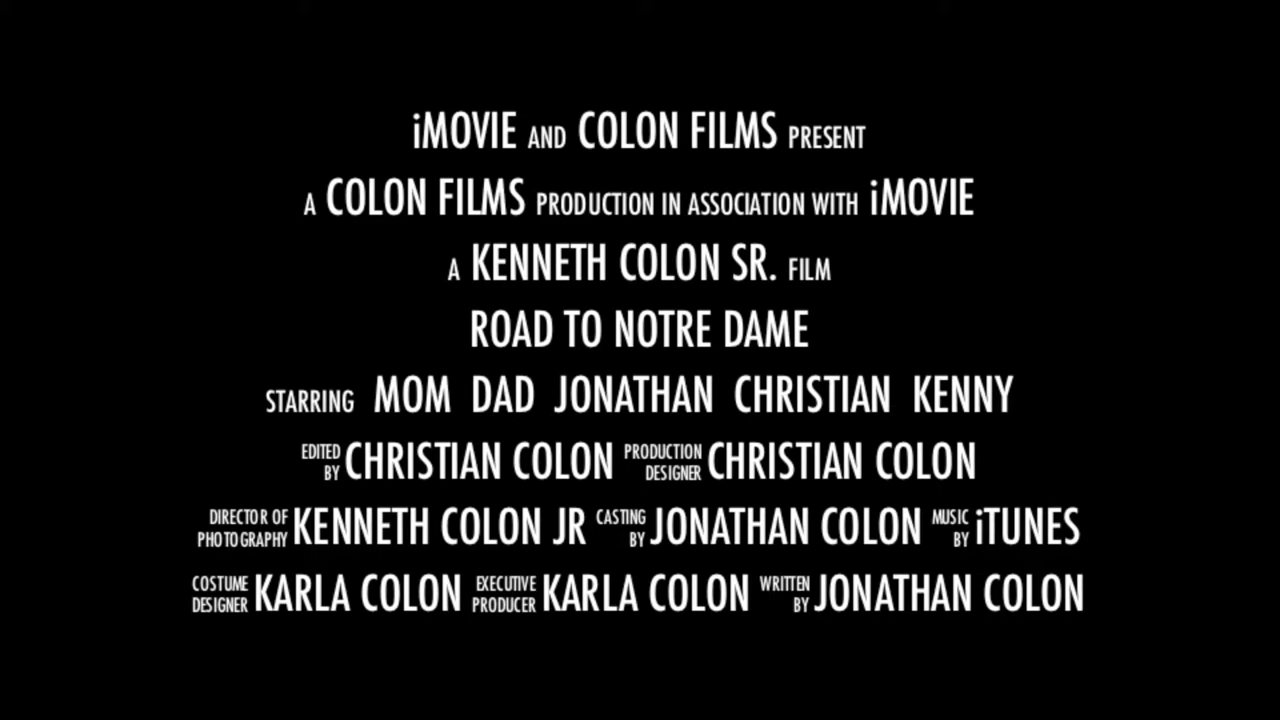 iMOVIE AND COLON FILMS PRESENT
A COLON FILMS PRODUCTION IN ASSOCIATION WITH iMOVIE
A KENNETH COLON SR. FILM
ROAD TO NOTRE DAME
STARRING MOM DAD JONATHAN CHRISTIAN KENNY
EDITED BY CHRISTIAN COLON PRODUCTION DESIGNER CHRISTIAN COLON
DIRECTOR OF PHOTOGRAPHY KENNETH COLON JR CASTING BY JONATHAN COLON MUSIC BY iTUNES
COSTUME DESIGNER KARLA COLON EXECUTIVE PRODUCER KARLA COLON WRITTEN BY JONATHAN COLON